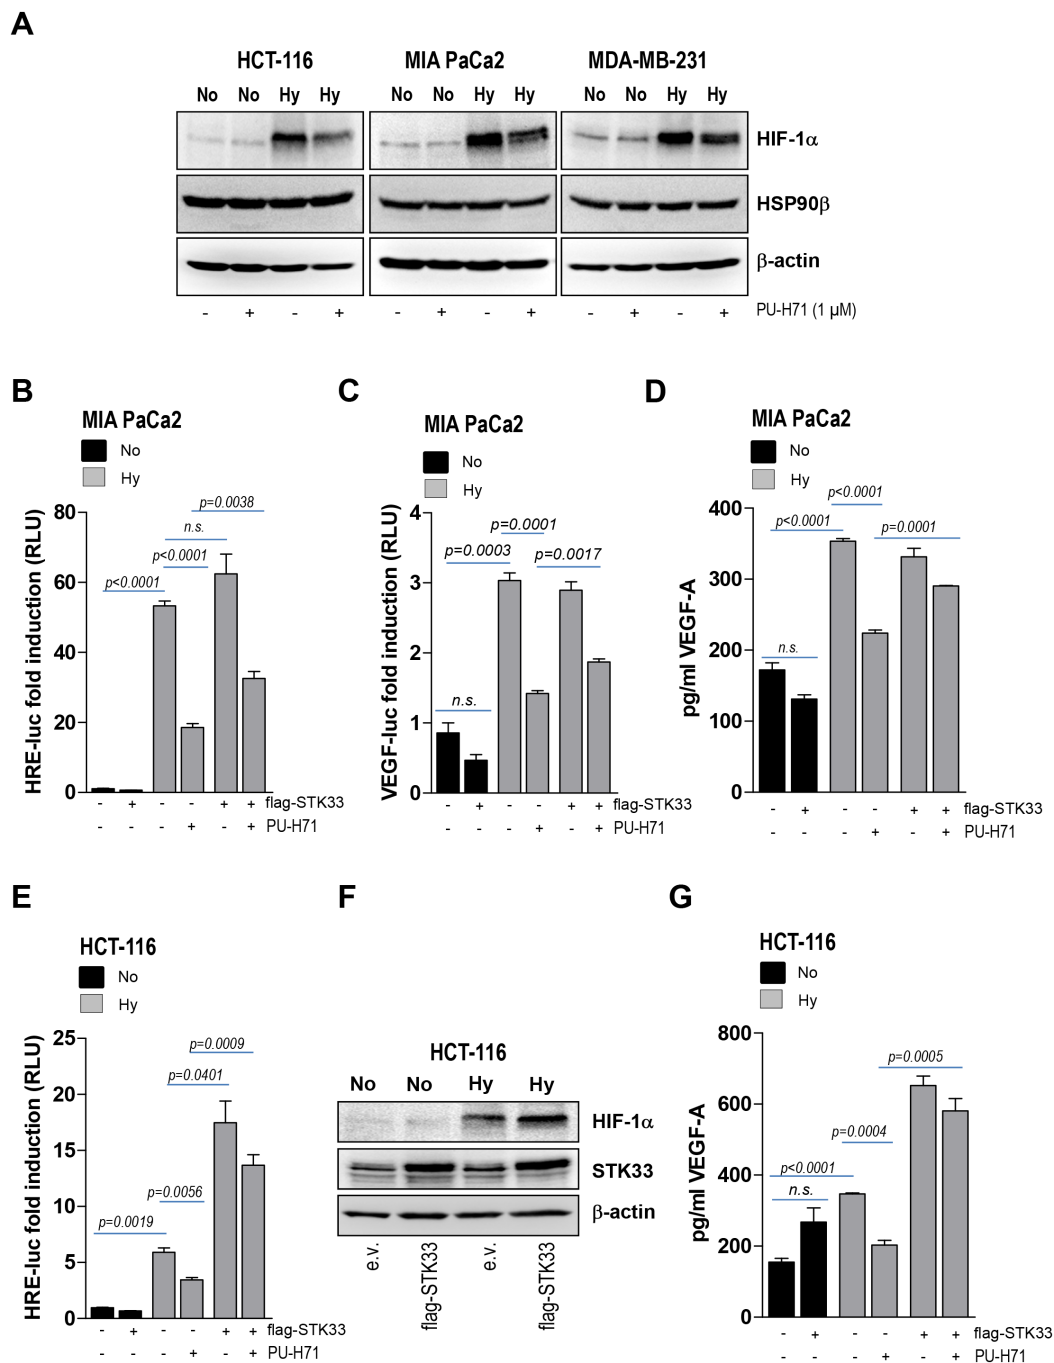 A
HCT-116 MIA PaCa2 MDA-MB-231
No No Hy Hy No No Hy Hy No No Hy Hy
HIF-1α
HSP90β
β-actin
- + - + - + - + - + - + PU-H71 (1 µM)
B
MIA PaCa2
No
Hy
HRE-luc fold induction (RLU)
80
60
40
20
0
p=0.0038
n.s.
p<0.0001
p<0.0001
- + - - + + flag-STK33
- - - + - + PU-H71
C
MIA PaCa2
No
Hy
VEGF-luc fold induction (RLU)
4
3
2
1
0
p=0.0001
p=0.0003
p=0.0017
n.s.
- + - - + +
- - - + - +
D
MIA PaCa2
No
Hy
pg/ml VEGF-A
400
300
200
100
0
p<0.0001
p<0.0001
p=0.0001
n.s.
- + - - + + flag-STK33
- - - + - + PU-H71
E
HCT-116
No
Hy
HRE-luc fold induction (RLU)
25
20
15
10
5
0
p=0.0009
p=0.0401
p=0.0056
p=0.0019
- + - - + + flag-STK33
- - - + - + PU-H71
F
HCT-116
No No Hy Hy
HIF-1α
STK33
β-actin
e.v. flag-STK33 e.v. flag-STK33
G
HCT-116
No
Hy
pg/ml VEGF-A
800
600
400
200
0
p=0.0005
p=0.0004
p<0.0001
n.s.
- + - - + + flag-STK33
- - - + - + PU-H71